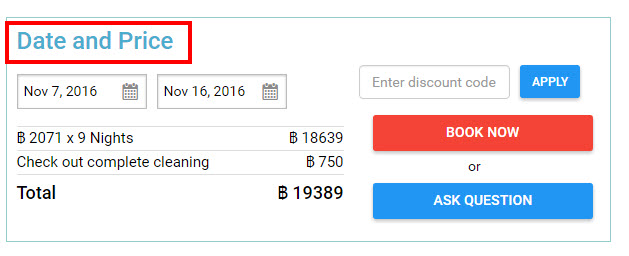 Date and Price
Nov 7, 2016
Nov 16, 2016
Enter discount code
APPLY
฿ 2071 x 9 Nights ฿ 18639
Check out complete cleaning ฿ 750
Total ฿ 19389
BOOK NOW
or
ASK QUESTION